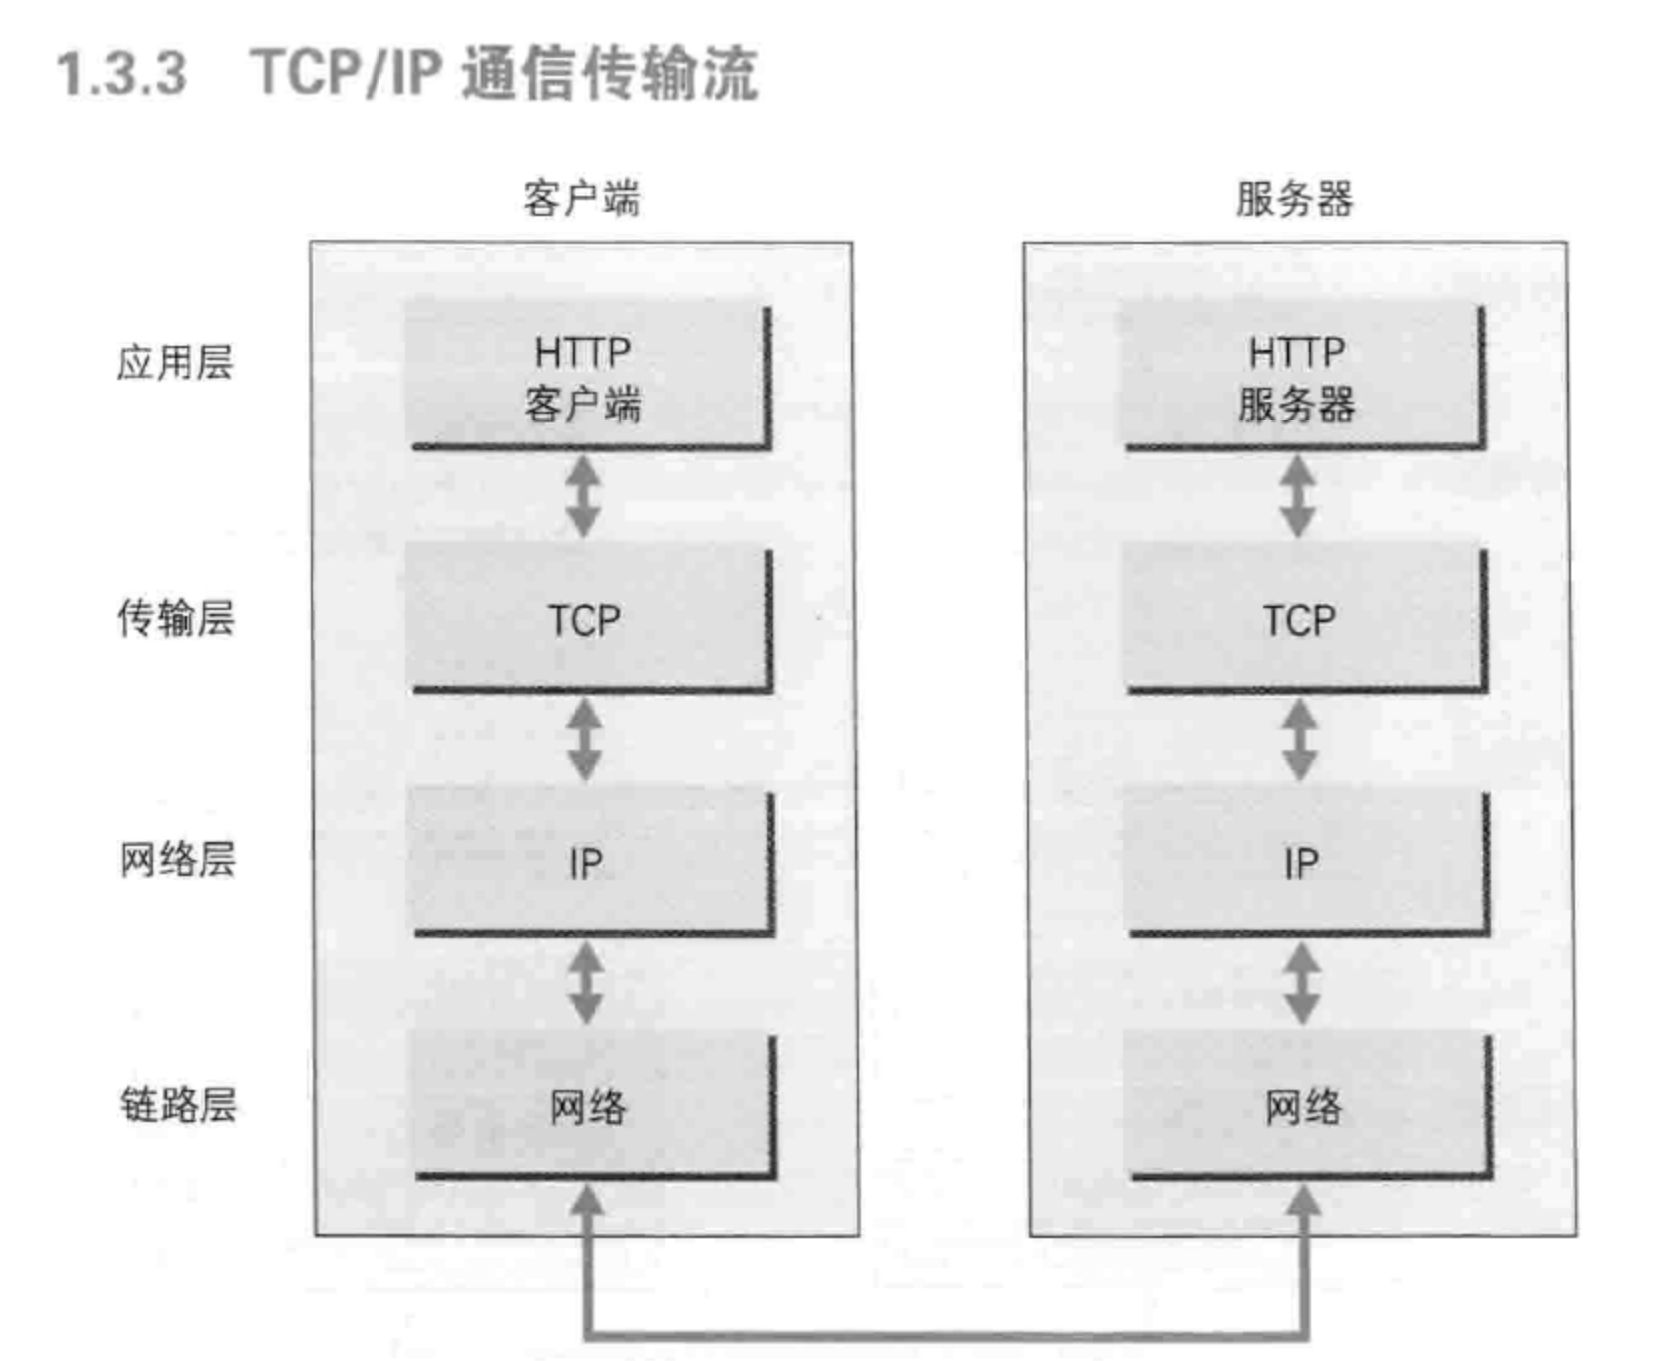 1.3.3 TCP/IP 通信传输流
客户端 服务器
应用层
HTTP
客户端
HTTP
服务器
传输层 TCP TCP
网络层 IP IP
链路层 网络 网络